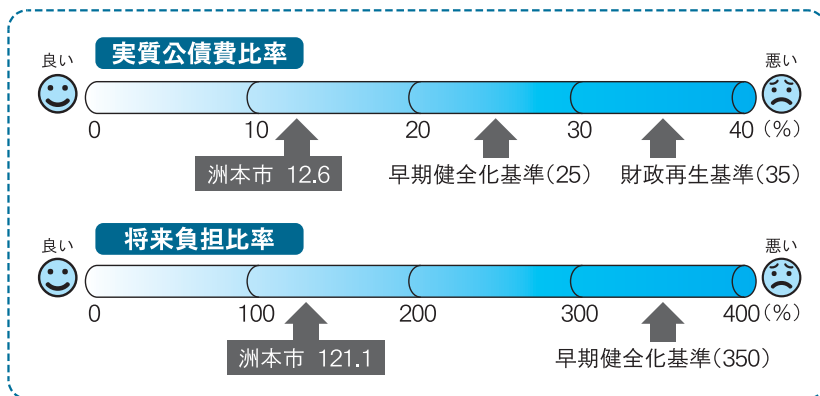 実質公債費比率
良い
悪い
0 10 20 30 40 (%)
洲本市 12.6 早期健全化基準(25) 財政再生基準(35)
将来負担比率
良い
悪い
0 100 200 300 400 (%)
洲本市 121.1 早期健全化基準(350)